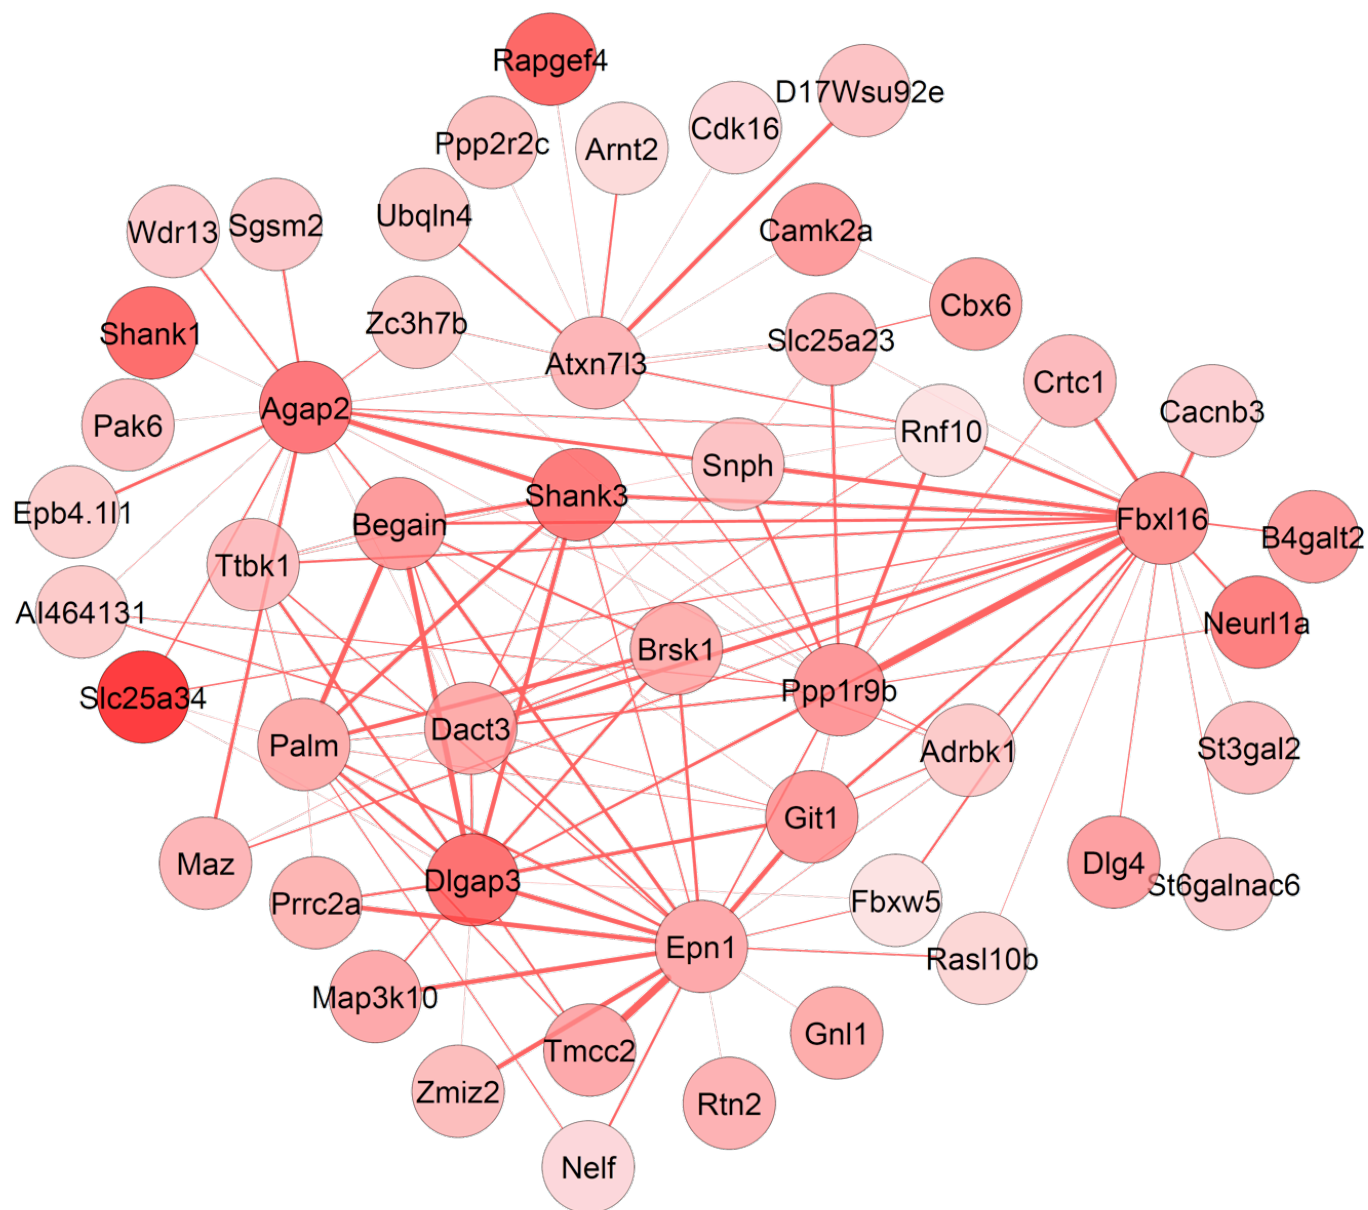 Rapgef4
D17Wsu92e
Ppp2r2c
Arnt2
Cdk16
Ubqln4
Camk2a
Wdr13
Sgsm2
Cbx6
Shank1
Zc3h7b
Atxn7l3
Slc25a23
Crtc1
Agap2
Cacnb3
Pak6
Rnf10
Snph
Shank3
Epb4.1l1
Begain
Fbxl16
B4galt2
Ttbk1
AI464131
Neurl1a
Brsk1
Slc25a34
Ppp1r9b
Palm
Dact3
Adrbk1
St3gal2
Git1
Maz
Dlgap3
Dlg4
St6galnac6
Prrc2a
Fbxw5
Epn1
Rasl10b
Map3k10
Gnl1
Tmcc2
Zmiz2
Rtn2
Nelf